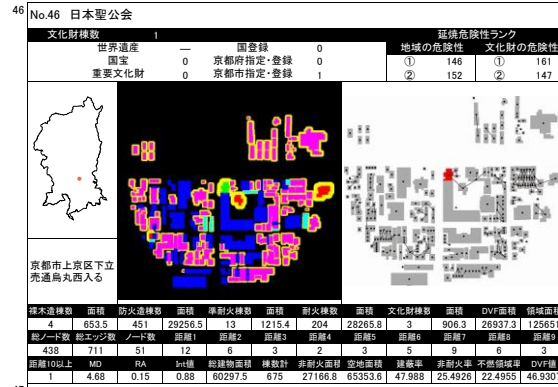 46
No.46 日本聖公会
文化財棟数 1 延焼危険性ランク
世界遺産 — 国登録 0 地域の危険性 文化財の危険性
国宝 0 京都府指定・登録 0 ① 146 ① 161
重要文化財 0 京都市指定・登録 1 ② 152 ② 147
京都市上京区下立
売通烏丸西入る
裸木造棟数 面積 防火造棟数 面積 準耐火棟数 面積 耐火棟数 面積 文化財棟数 面積 DVF面積 領域面
4 653.5 451 29256.5 13 1215.4 204 28265.8 3 906.3 26937.3 125651
総ノード数 総エッジ数 ノード数 距離1 距離2 距離3 距離4 距離5 距離6 距離7 距離8 距離9
438 711 51 12 6 3 2 3 5 9 6 3
距離10以上 MD RA Int値 総建物面積 棟数計 非耐火面積 空地面積 建蔽率 非耐火率 不燃領域率 DVF値
1 4.68 0.15 0.88 60297.5 675 27166.8 65353.6 47.988 25.4926 22.4955 46.930